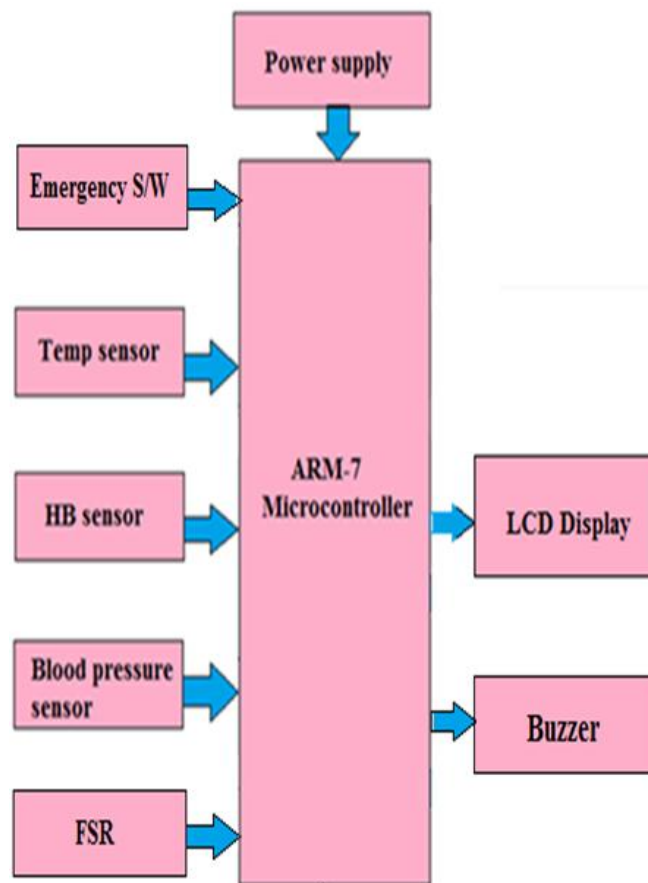 Power supply
Emergency S/W
Temp sensor
HB sensor
Blood pressure
sensor
FSR
ARM-7
Microcontroller
LCD Display
Buzzer